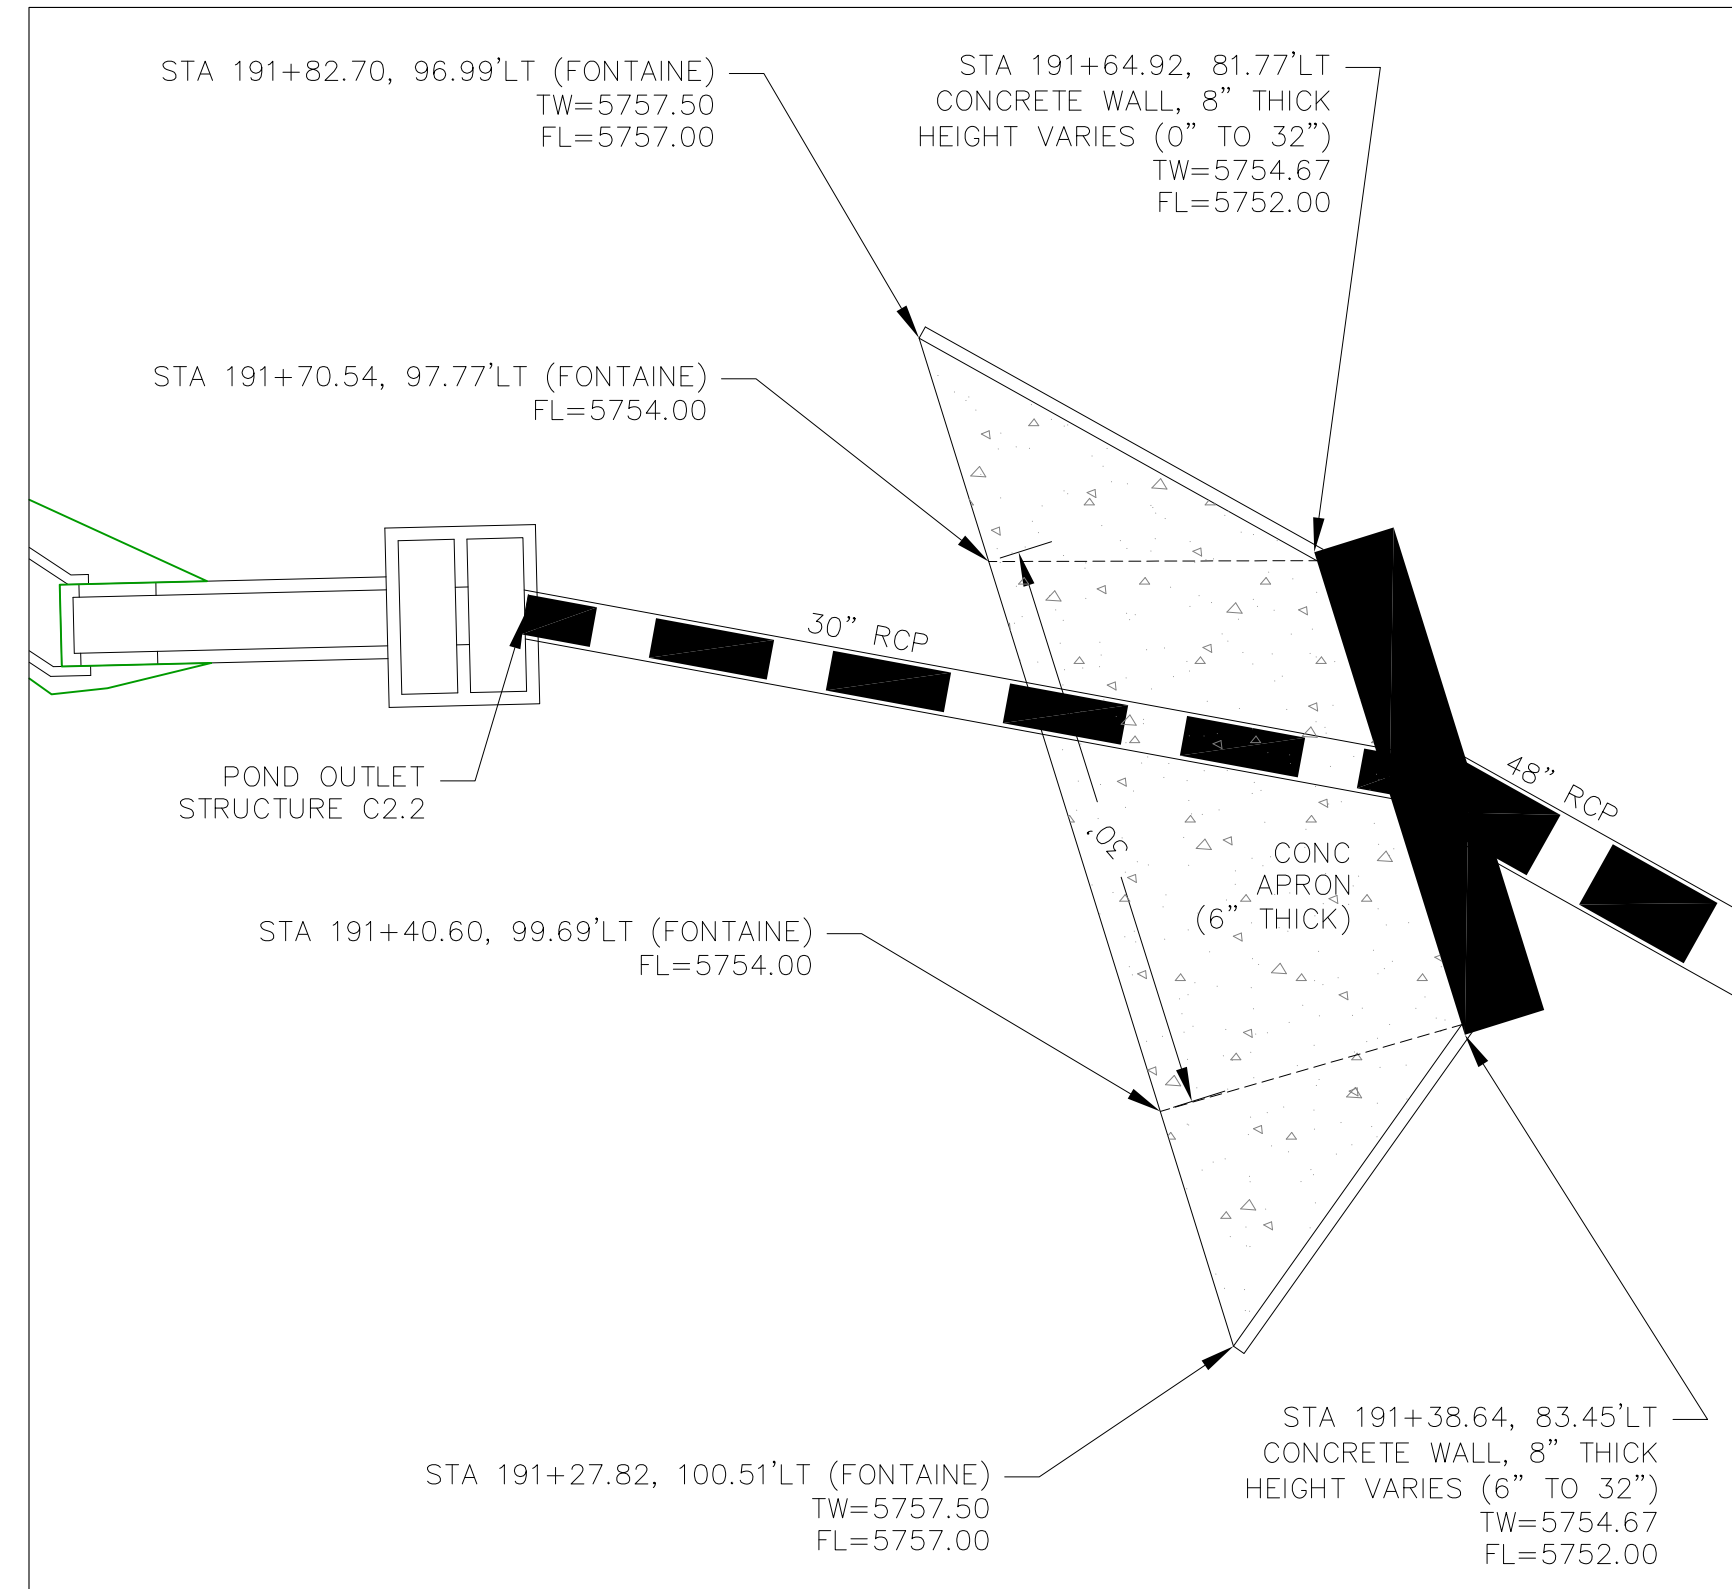 STA 191+82.70, 96.99’LT (FONTAINE)
TW=5757.50
FL=5757.00
STA 191+64.92, 81.77’LT
CONCRETE WALL, 8” THICK
HEIGHT VARIES (0” TO 32”)
TW=5754.67
FL=5752.00
STA 191+70.54, 97.77’LT (FONTAINE)
FL=5754.00
30” RCP
POND OUTLET
STRUCTURE C2.2
48” RCP
30’
CONC
APRON
(6” THICK)
STA 191+40.60, 99.69’LT (FONTAINE)
FL=5754.00
STA 191+27.82, 100.51’LT (FONTAINE)
TW=5757.50
FL=5757.00
STA 191+38.64, 83.45’LT
CONCRETE WALL, 8” THICK
HEIGHT VARIES (6” TO 32”)
TW=5754.67
FL=5752.00